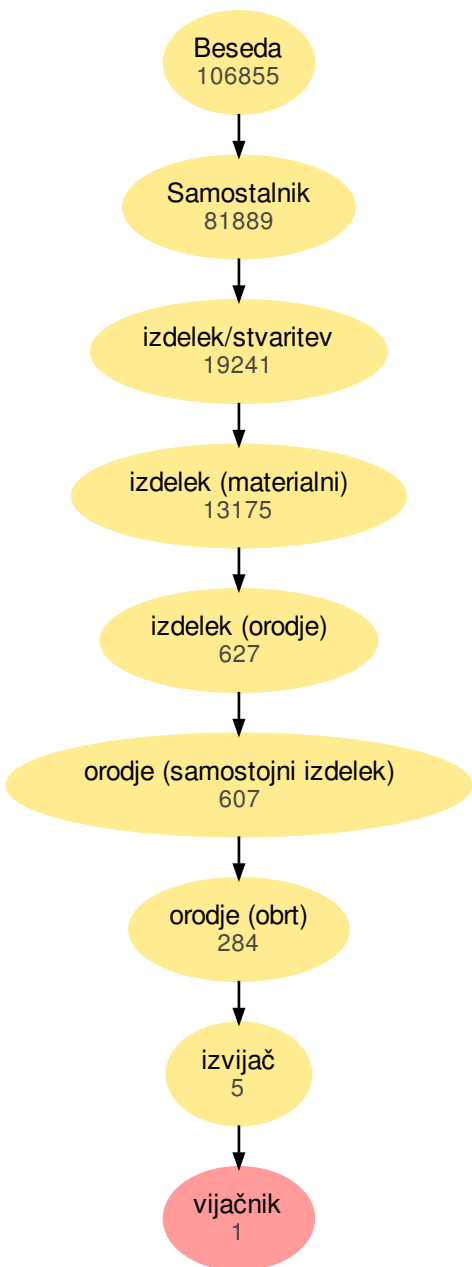 Beseda
106855
Samostalnik
81889
izdelek/stvaritev
19241
izdelek (materialni)
13175
izdelek (orodje)
627
orodje (samostojni izdelek)
607
orodje (obrt)
284
izvijač
5
vijačnik
1